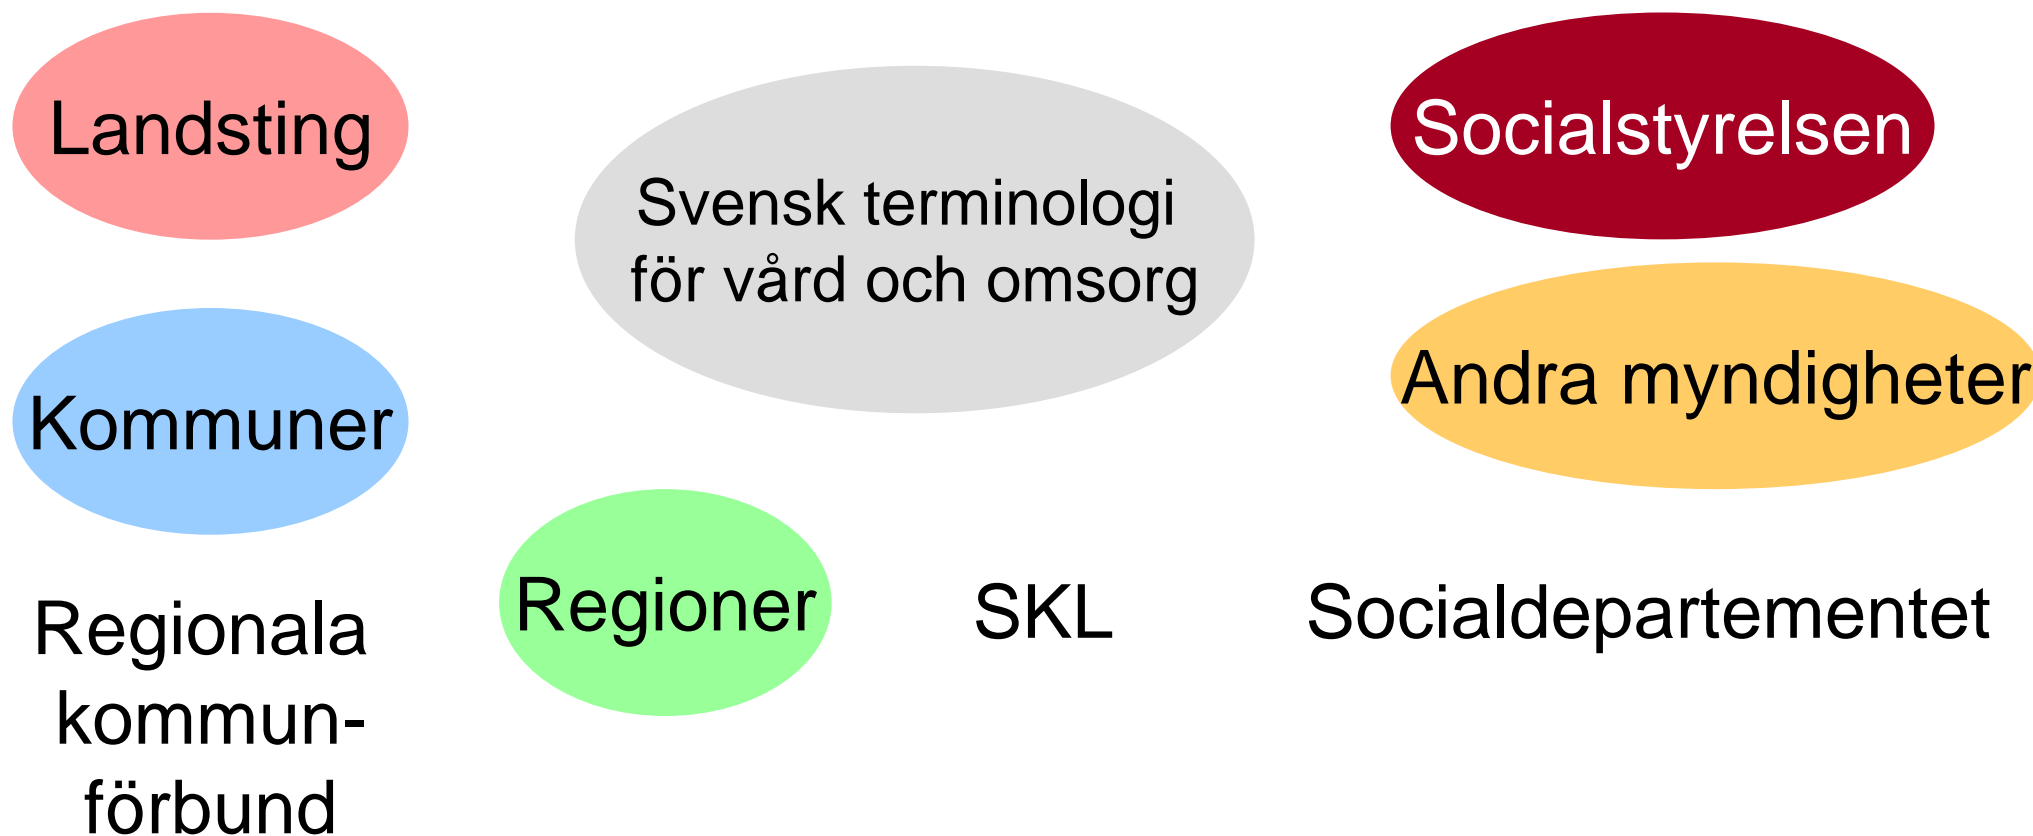 Landsting
Svensk terminologi
för vård och omsorg
Socialstyrelsen
Kommuner
Andra myndigheter
Regionala
kommun-
förbund
Regioner
SKL
Socialdepartementet